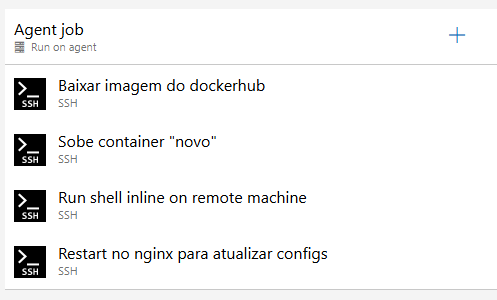 Agent job
Run on agent
Baixar imagem do dockerhub
SSH
SSH
Sobe container "novo"
SSH
SSH
Run shell inline on remote machine
SSH
SSH
Restart no nginx para atualizar configs
SSH
SSH